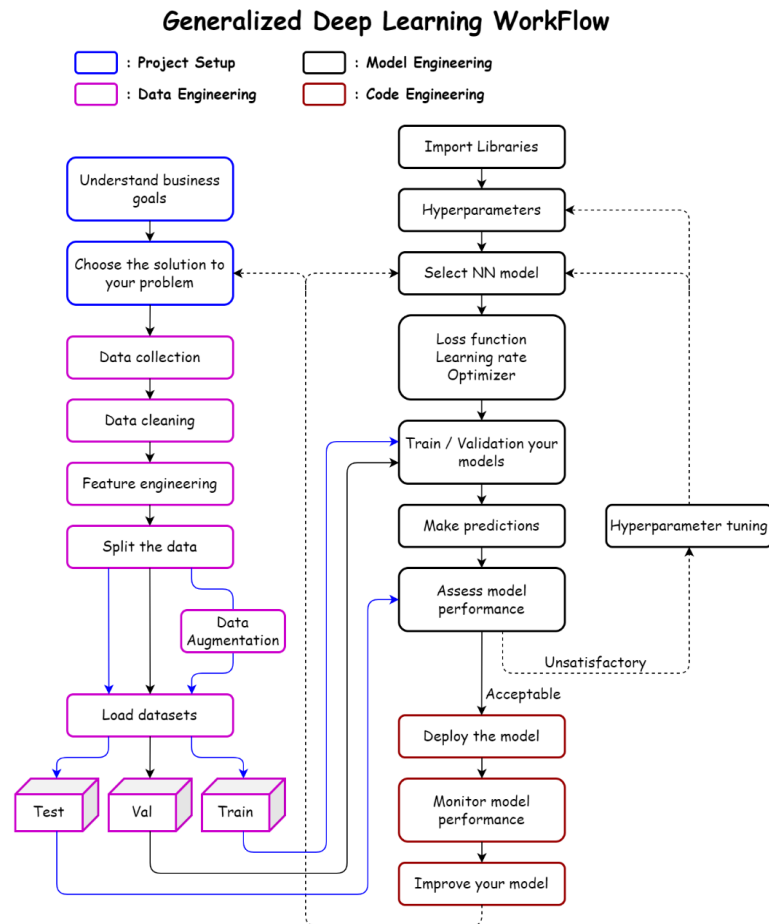 Generalized Deep Learning WorkFlow
: Project Setup
: Model Engineering
: Data Engineering
: Code Engineering
Understand business
goals
Choose the solution to
your problem
Data collection
Data cleaning
Feature engineering
Split the data
Data
Augmentation
Load datasets
Test
Val
Train
Import Libraries
Hyperparameters
Select NN model
Loss function
Learning rate
Optimizer
Train / Validation your
models
Make predictions
Hyperparameter tuning
Assess model
performance
Unsatisfactory
Acceptable
Deploy the model
Monitor model
performance
Improve your model